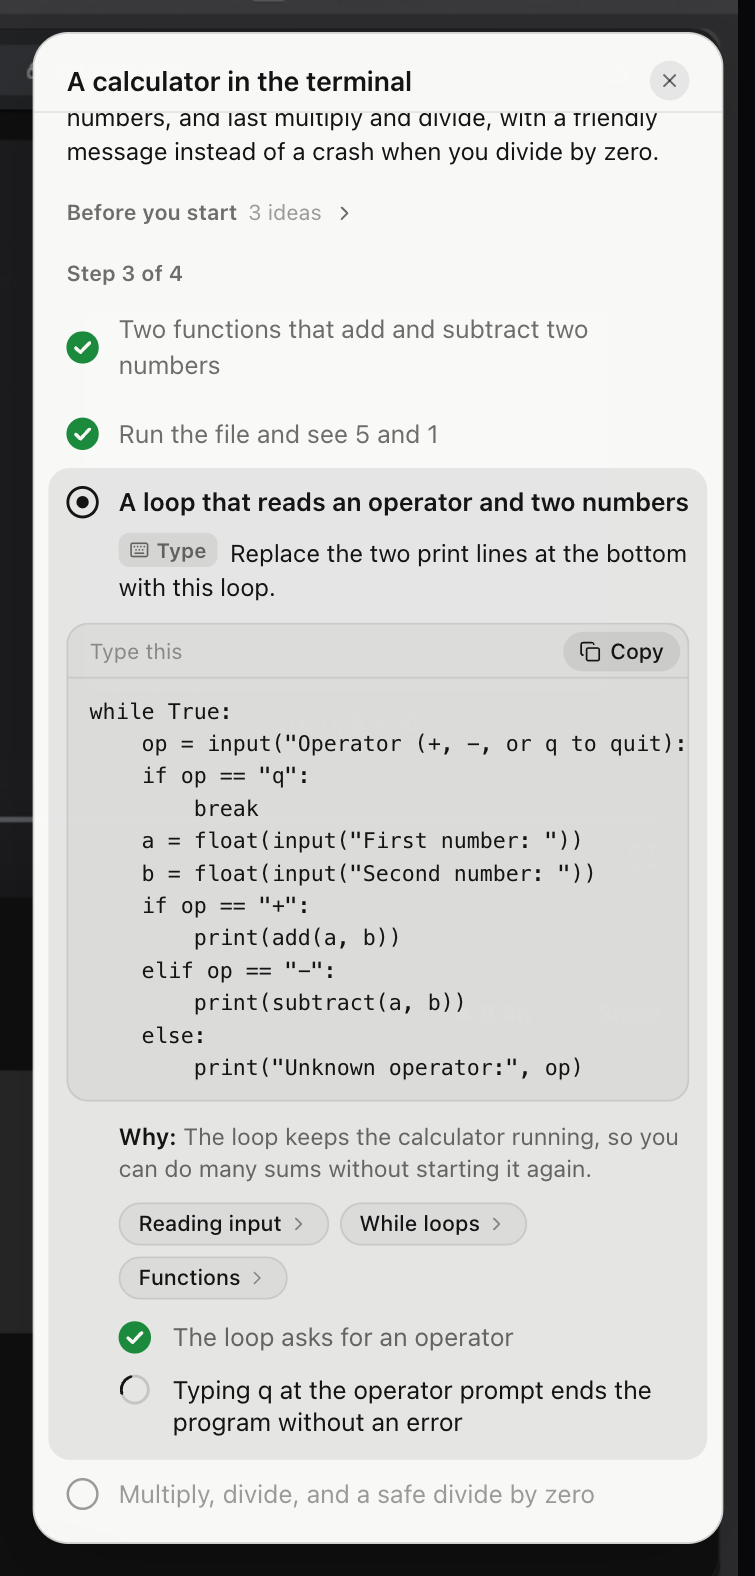 A calculator in the terminal
numbers, and last multiply and divide, with a friendly
message instead of a crash when you divide by zero.
Before you start 3 ideas
Step 3 of 4
Two functions that add and subtract two
numbers
Run the file and see 5 and 1
A loop that reads an operator and two numbers
Type Replace the two print lines at the bottom
with this loop.
Type this
Copy
while True:
    op = input("Operator (+, −, or q to quit):
    if op == "q":
        break
    a = float(input("First number: "))
    b = float(input("Second number: "))
    if op == "+":
        print(add(a, b))
    elif op == "−":
        print(subtract(a, b))
    else:
        print("Unknown operator:", op)
Why: The loop keeps the calculator running, so you
can do many sums without starting it again.
Reading input
While loops
Functions
The loop asks for an operator
Typing q at the operator prompt ends the
program without an error
Multiply, divide, and a safe divide by zero